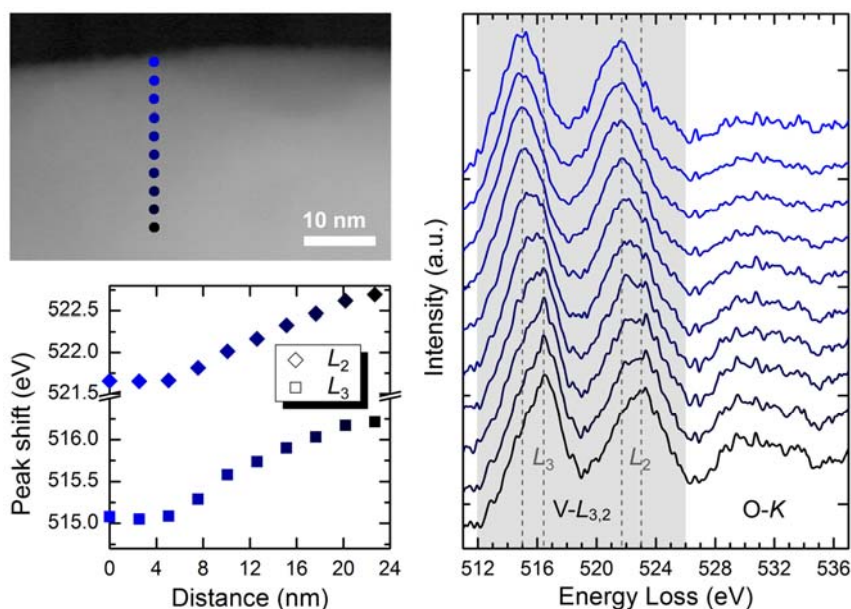 10 nm
Peak shift (eV)
522.5
522.0
521.5
516.0
515.5
515.0
L2
L3
0 4 8 12 16 20 24
Distance (nm)
Intensity (a.u.)
L3 L2
V-L3,2 O-K
512 516 520 524 528 532 536
Energy Loss (eV)